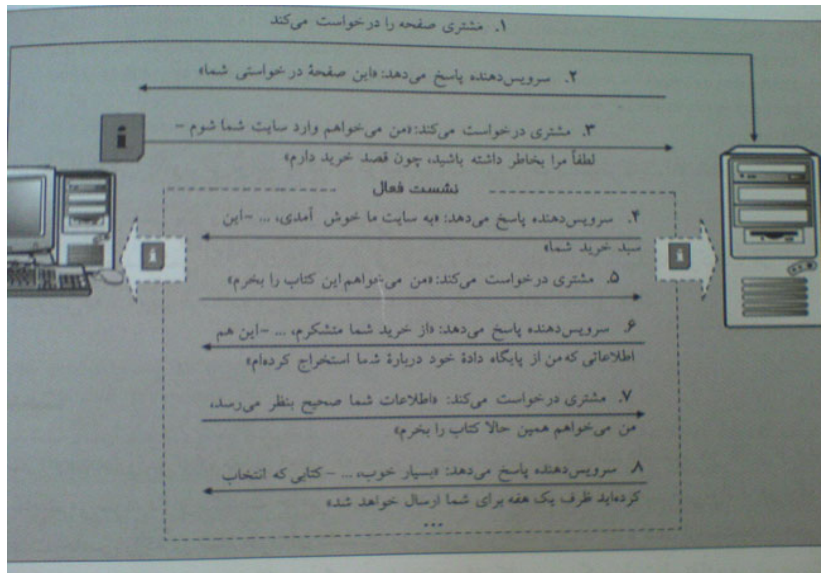 ۱. مشتری صفحه را درخواست می‌کند
۲. سرویس‌دهنده پاسخ می‌دهد: «این صفحهٔ درخواستی شما»
۳. مشتری درخواست می‌کند: «من می‌خواهم وارد سایت شما شوم –
لطفاً مرا بخاطر داشته باشید، چون قصد خرید دارم»
نشست فعال
۴. سرویس‌دهنده پاسخ می‌دهد: «به سایت ما خوش آمدی، ... –این
سبد خرید شما»
۵. مشتری درخواست می‌کند: «من می‌خواهم این کتاب را بخرم»
۶. سرویس‌دهنده پاسخ می‌دهد: «از خرید شما متشکرم، ... –این هم
اطلاعاتی که من از پایگاه دادهٔ خود دربارهٔ شما استخراج کرده‌ام»
۷. مشتری درخواست می‌کند: «اطلاعات شما صحیح بنظر می‌رسد،
من می‌خواهم همین حالا کتاب را بخرم»
۸. سرویس‌دهنده پاسخ می‌دهد: «بسیار خوب، ... – کتابی که انتخاب
کرده‌اید ظرف یک هفه برای شما ارسال خواهد شد»
...
i
i
i